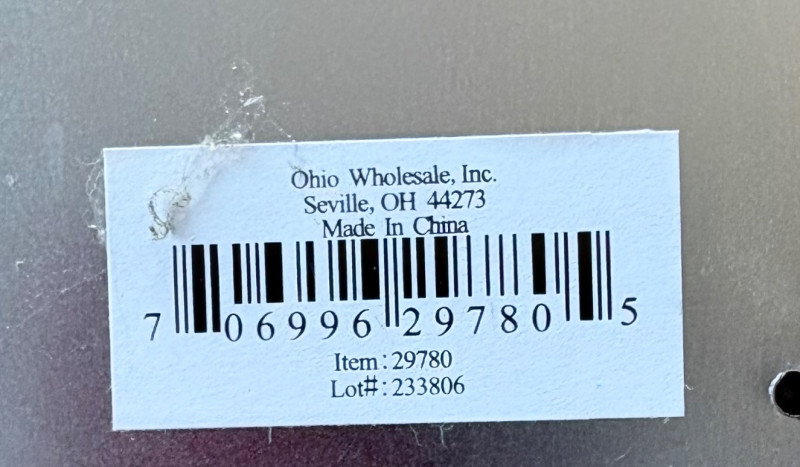 Ohio Wholesale, Inc.
Seville, OH 44273
Made In China
7 06996 29780 5
Item: 29780
Lot#: 233806